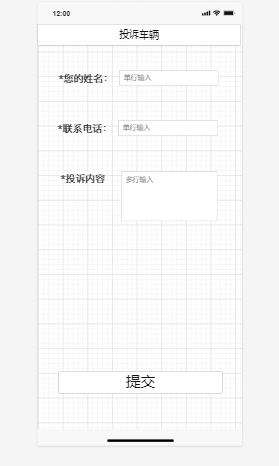 12:00
投诉车辆
*您的姓名： 单行输入
*联系电话： 单行输入
*投诉内容 多行输入
提交